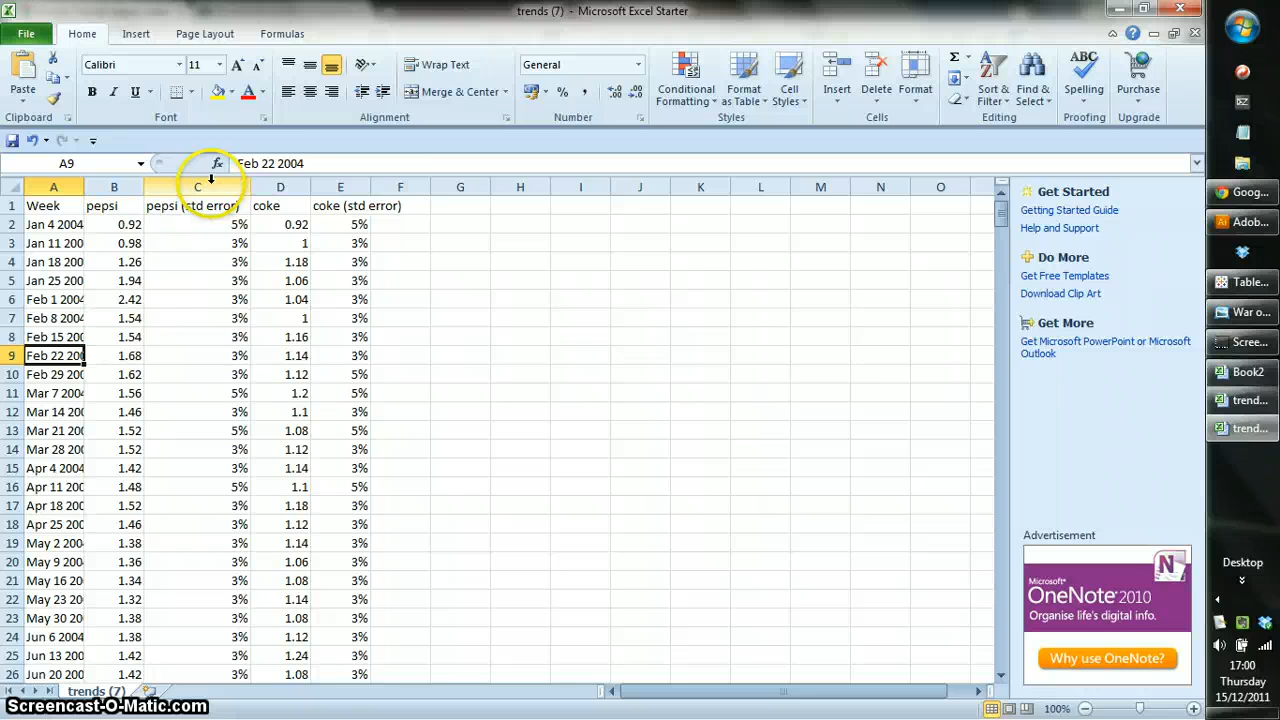 trends (7) - Microsoft Excel Starter
File Home Insert Page Layout Formulas
Calibri 11 Wrap Text General
Paste B I U Merge & Center % , Conditional Formatting Format as Table Cell Styles Insert Delete Format Sort & Filter Find & Select ABC Spelling Purchase
Clipboard Font Alignment Number Styles Cells Editing Proofing Upgrade
A9 fx Feb 22 2004
A B C D E F G H I J K L M N O
1 Week pepsi pepsi (std error) coke coke (std error)
2 Jan 4 2004 0.92 5% 0.92 5%
3 Jan 11 200 0.98 3% 1 3%
4 Jan 18 200 1.26 3% 1.18 3%
5 Jan 25 200 1.94 3% 1.06 3%
6 Feb 1 2004 2.42 3% 1.04 3%
7 Feb 8 2004 1.54 3% 1 3%
8 Feb 15 200 1.54 3% 1.16 3%
9 Feb 22 200 1.68 3% 1.14 3%
10 Feb 29 200 1.62 3% 1.12 5%
11 Mar 7 2004 1.56 5% 1.2 5%
12 Mar 14 200 1.46 3% 1.1 3%
13 Mar 21 200 1.52 5% 1.08 5%
14 Mar 28 200 1.52 3% 1.12 3%
15 Apr 4 2004 1.42 3% 1.14 3%
16 Apr 11 200 1.48 5% 1.1 5%
17 Apr 18 200 1.52 3% 1.18 3%
18 Apr 25 200 1.46 3% 1.12 3%
19 May 2 200 1.38 3% 1.14 3%
20 May 9 200 1.36 3% 1.06 3%
21 May 16 20 1.34 3% 1.08 3%
22 May 23 20 1.32 3% 1.14 3%
23 May 30 20 1.38 3% 1.08 3%
24 Jun 6 2004 1.38 3% 1.12 3%
25 Jun 13 200 1.42 3% 1.24 3%
26 Jun 20 200 1.42 3% 1.08 3%
trends (7)
100%
Get Started
Getting Started Guide
Help and Support
Do More
Get Free Templates
Download Clip Art
Get More
Get Microsoft PowerPoint or Microsoft
Outlook
Advertisement
Microsoft®
OneNote® 2010
Organise life's digital info.
Why use OneNote?
Goog...
Adob...
Table...
War o...
Scree...
Book2
trend...
trend...
Desktop
17:00
Thursday
15/12/2011
Screencast-O-Matic.com